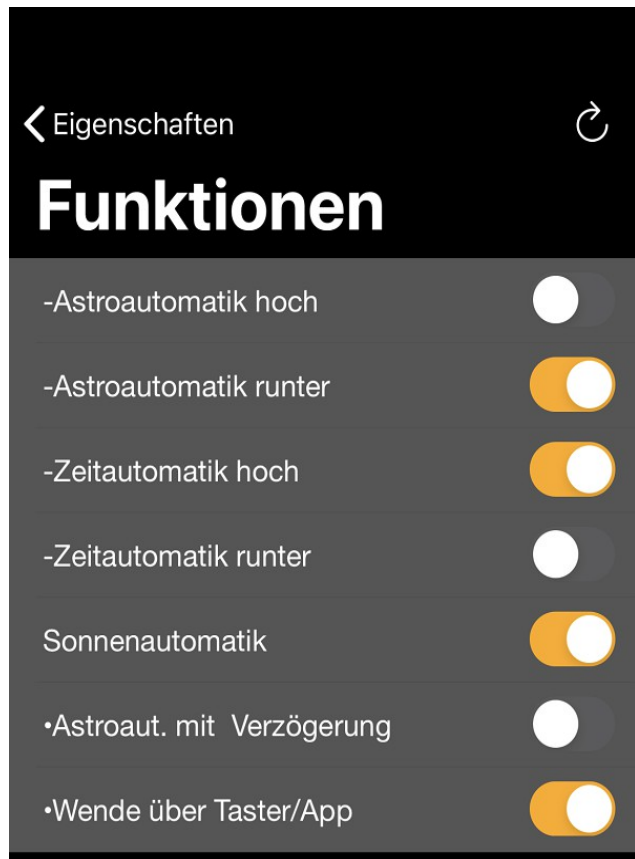 Eigenschaften
Funktionen
-Astroautomatik hoch
-Astroautomatik runter
-Zeitautomatik hoch
-Zeitautomatik runter
Sonnenautomatik
•Astroaut. mit  Verzögerung
•Wende über Taster/App